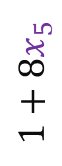 1 + 8x₅